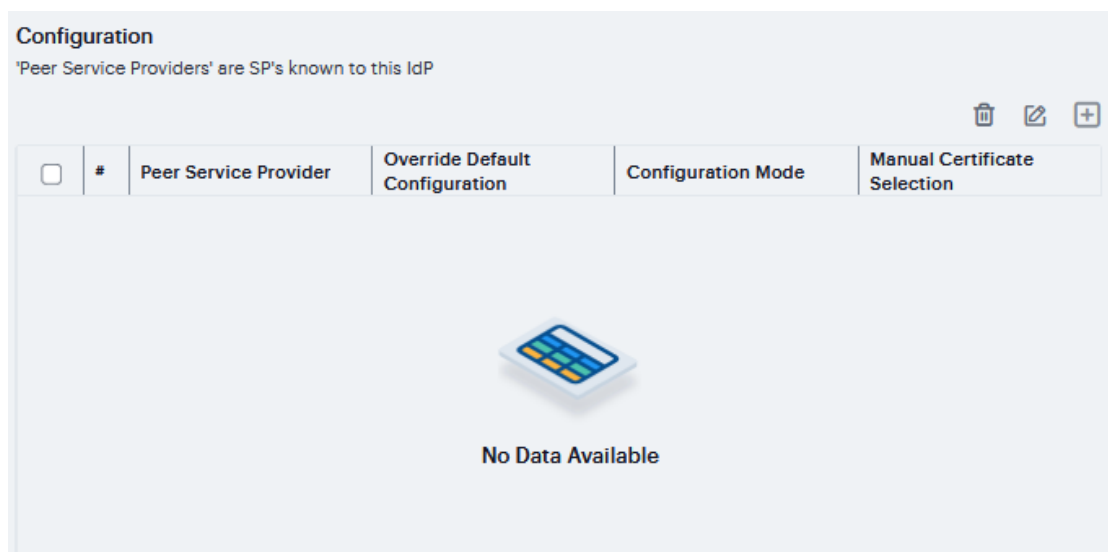 Configuration
'Peer Service Providers' are SP's known to this IdP
# Peer Service Provider Override Default Configuration Configuration Mode Manual Certificate Selection
No Data Available